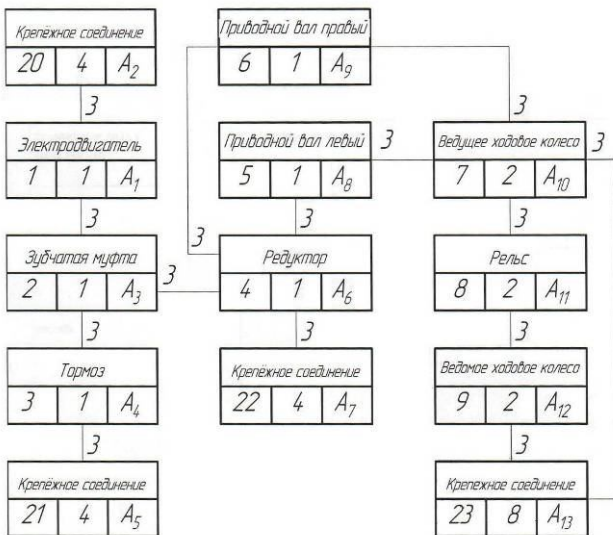 Крепёжное соединение
20 4 A₂
3
Электродвигатель
1 1 A₁
3
Зубчатая муфта
2 1 A₃
3
3
Тормоз
3 1 A₄
3
Крепёжное соединение
21 4 A₅
Приводной вал правый
6 1 A₉
3
Приводной вал левый
5 1 A₈
3
3
3
Редуктор
4 1 A₆
3
Крепёжное соединение
22 4 A₇
Ведущее ходовое колесо
7 2 A₁₀
3
3
Рельс
8 2 A₁₁
3
Ведомое ходовое колесо
9 2 A₁₂
3
Крепежное соединение
23 8 A₁₃